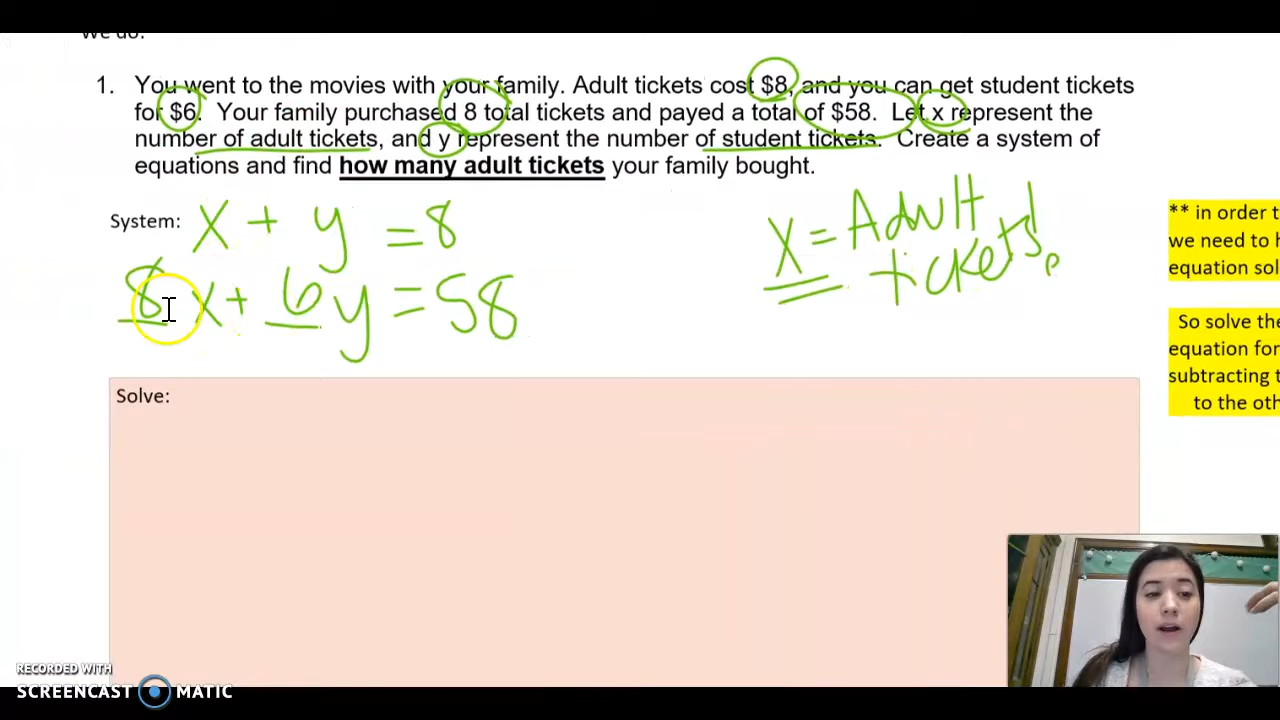 We do:
1. You went to the movies with your family. Adult tickets cost $8, and you can get student tickets
for $6. Your family purchased 8 total tickets and payed a total of $58. Let x represent the
number of adult tickets, and y represent the number of student tickets. Create a system of
equations and find how many adult tickets your family bought.
System: x + y = 8
8x + 6y = 58
x = Adult
tickets!
** in order t
we need to h
equation sol
So solve the
equation for
subtracting t
to the oth
Solve:
RECORDED WITH
SCREENCAST MATIC